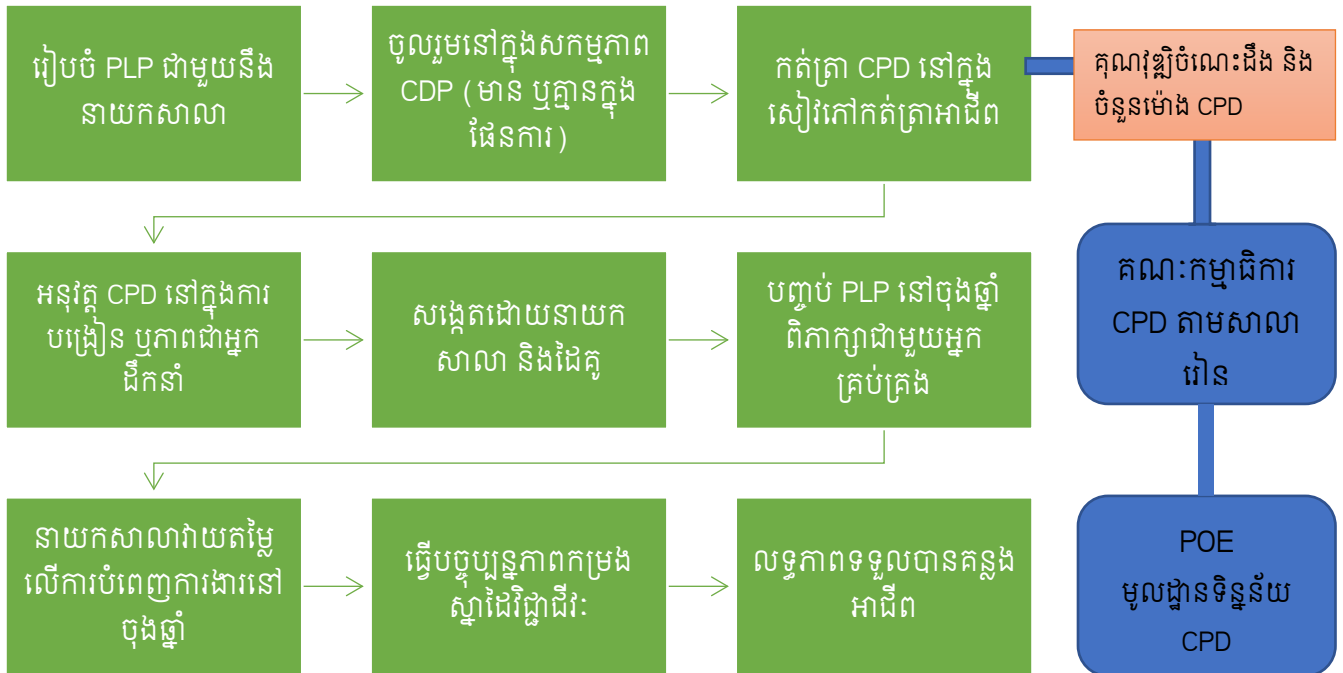 រៀបចំ PLP ជាមួយនឹង
នាយកសាលា
ចូលរួមនៅក្នុងសកម្មភាព
CDP ( មាន ឬគ្មានក្នុង
ផែនការ )
កត់ត្រា CPD នៅក្នុង
សៀវភៅកត់ត្រាអាជីព
គុណវុឌ្ឍិចំណេះដឹង និង
ចំនួនម៉ោង CPD
អនុវត្ត CPD នៅក្នុងការ
បង្រៀន ឬភាពជាអ្នក
ដឹកនាំ
សង្កេតដោយនាយក
សាលា និងដៃគូ
បញ្ចប់ PLP នៅចុងឆ្នាំ
ពិភាក្សាជាមួយអ្នក
គ្រប់គ្រង
គណៈកម្មាធិការ
CPD តាមសាលា
រៀន
នាយកសាលាវាយតម្លៃ
លើការបំពេញការងារនៅ
ចុងឆ្នាំ
ធ្វើបច្ចុប្បន្នភាពកម្រង
ស្នាដៃវិជ្ជាជីវៈ
លទ្ធភាពទទួលបានគន្លង
អាជីព
POE
មូលដ្ឋានទិន្នន័យ
CPD